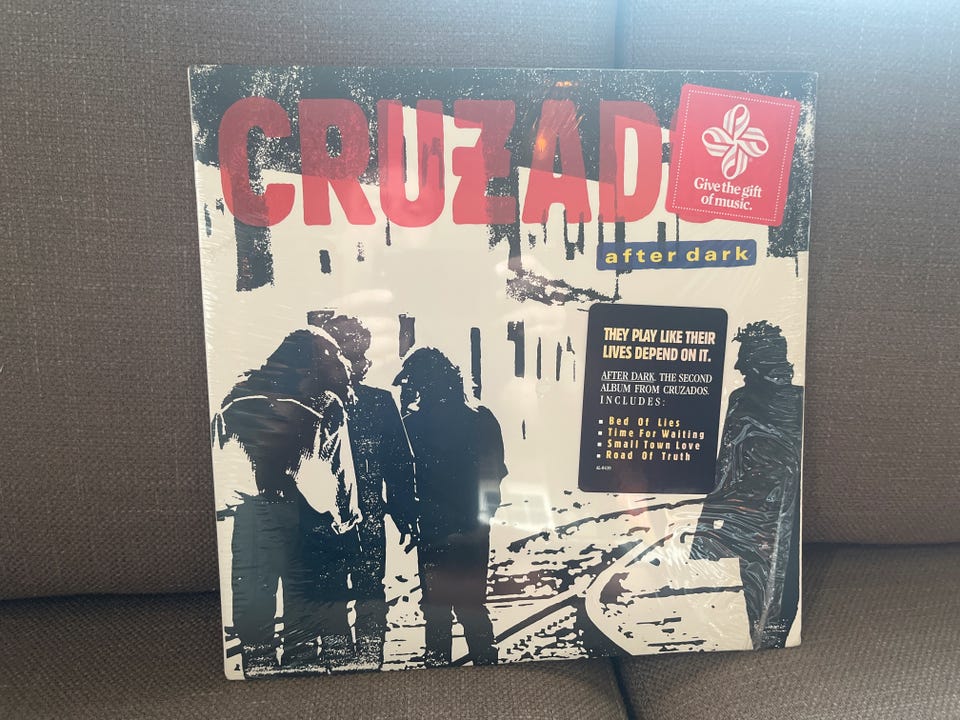 CRUZAD
Give the gift
of music.
after dark
THEY PLAY LIKE THEIR
LIVES DEPEND ON IT.
AFTER DARK. THE SECOND
ALBUM FROM CRUZADOS.
INCLUDES:
Bed Of Lies
Time For Waiting
Small Town Love
Road Of Truth